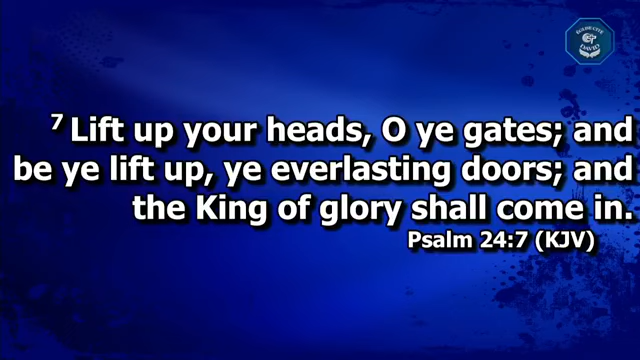 7 Lift up your heads, O ye gates; and
be ye lift up, ye everlasting doors; and
the King of glory shall come in.
Psalm 24:7 (KJV)
DAVID